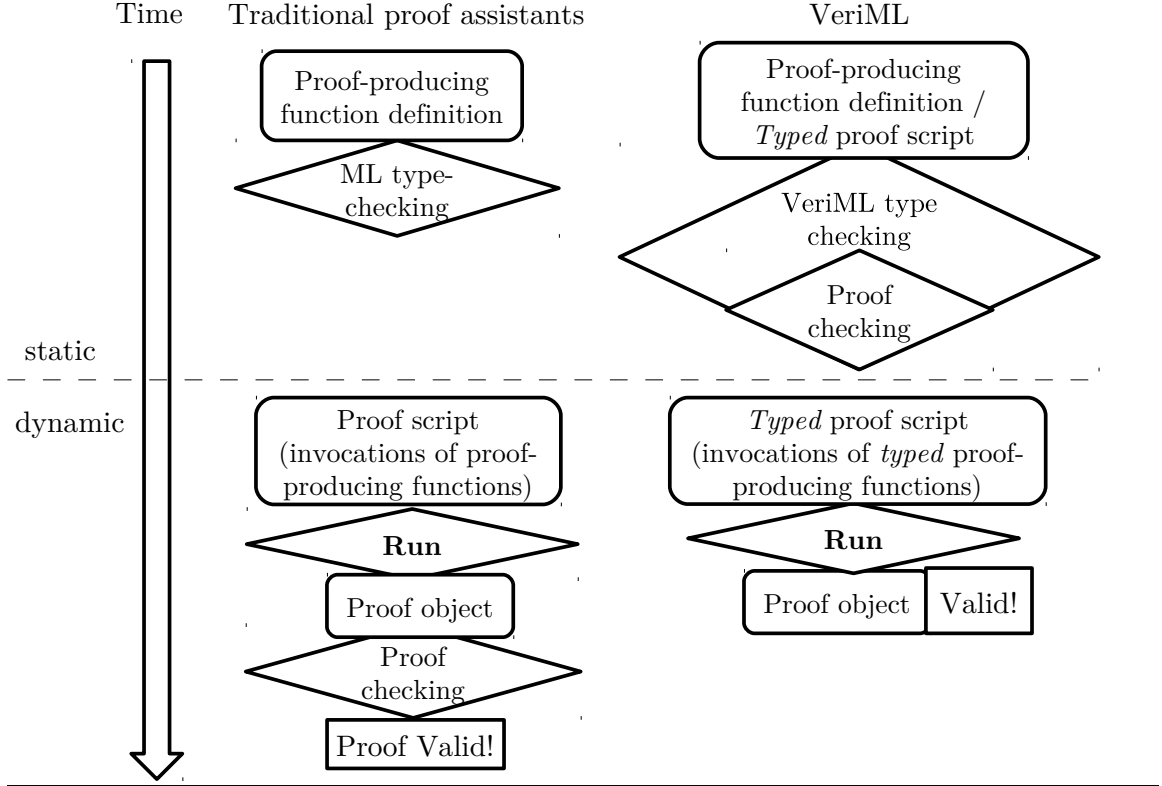 Time Traditional proof assistants VeriML
Proof-producing
function definition
Proof-producing
function definition /
Typed proof script
ML type-
checking
VeriML type
checking
Proof
checking
static
dynamic
Proof script
(invocations of proof-
producing functions)
Typed proof script
(invocations of typed proof-
producing functions)
Run
Run
Proof object
Proof object Valid!
Proof
checking
Proof Valid!